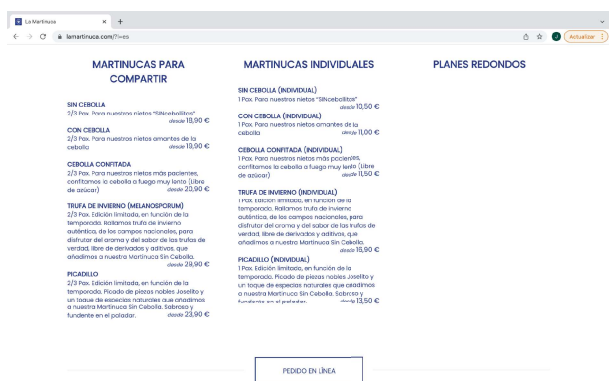 La Martinuca
lamartinuca.com/?l=es
Actualizar
MARTINUCAS PARA
COMPARTIR
SIN CEBOLLA
2/3 Pax. Para nuestros nietos "SINcebollitos"
desde 18,90 €
CON CEBOLLA
2/3 Pax. Para nuestros nietos amantes de la
cebolla desde 19,90 €
CEBOLLA CONFITADA
2/3 Pax. Para nuestros nietos más pacientes,
confitamos la cebolla a fuego muy lento (Libre
de azúcar) desde 20,90 €
TRUFA DE INVIERNO (MELANOSPORUM)
2/3 Pax. Edición limitada, en función de la
temporada. Rallamos trufa de invierno
auténtica, de los campos nacionales, para
disfrutar del aroma y del sabor de las trufas de
verdad, libre de derivados y aditivos, que
añadimos a nuestra Martinuca Sin Cebolla.
desde 29,90 €
PICADILLO
2/3 Pax. Edición limitada, en función de la
temporada. Picado de piezas nobles Joselito y
un toque de especias naturales que añadimos
a nuestra Martinuca Sin Cebolla. Sabroso y
fundente en el paladar. desde 23,90 €
MARTINUCAS INDIVIDUALES
SIN CEBOLLA (INDIVIDUAL)
1 Pax. Para nuestros nietos "SINcebollitos"
desde 10,50 €
CON CEBOLLA (INDIVIDUAL)
1 Pax. Para nuestros nietos amantes de la
cebolla desde 11,00 €
CEBOLLA CONFITADA (INDIVIDUAL)
1 Pax. Para nuestros nietos más pacientes,
confitamos la cebolla a fuego muy lento (Libre
de azúcar) desde 11,50 €
TRUFA DE INVIERNO (INDIVIDUAL)
1 Pax. Edición limitada, en función de la
temporada. Rallamos trufa de invierno
auténtica, de los campos nacionales, para
disfrutar del aroma y del sabor de las trufas de
verdad, libre de derivados y aditivos, que
añadimos a nuestra Martinuca Sin Cebolla.
desde 16,90 €
PICADILLO (INDIVIDUAL)
1 Pax. Edición limitada, en función de la
temporada. Picado de piezas nobles Joselito y
un toque de especias naturales que añadimos
a nuestra Martinuca Sin Cebolla. Sabroso y
fundente en el paladar. desde 13,50 €
PLANES REDONDOS
PEDIDO EN LÍNEA